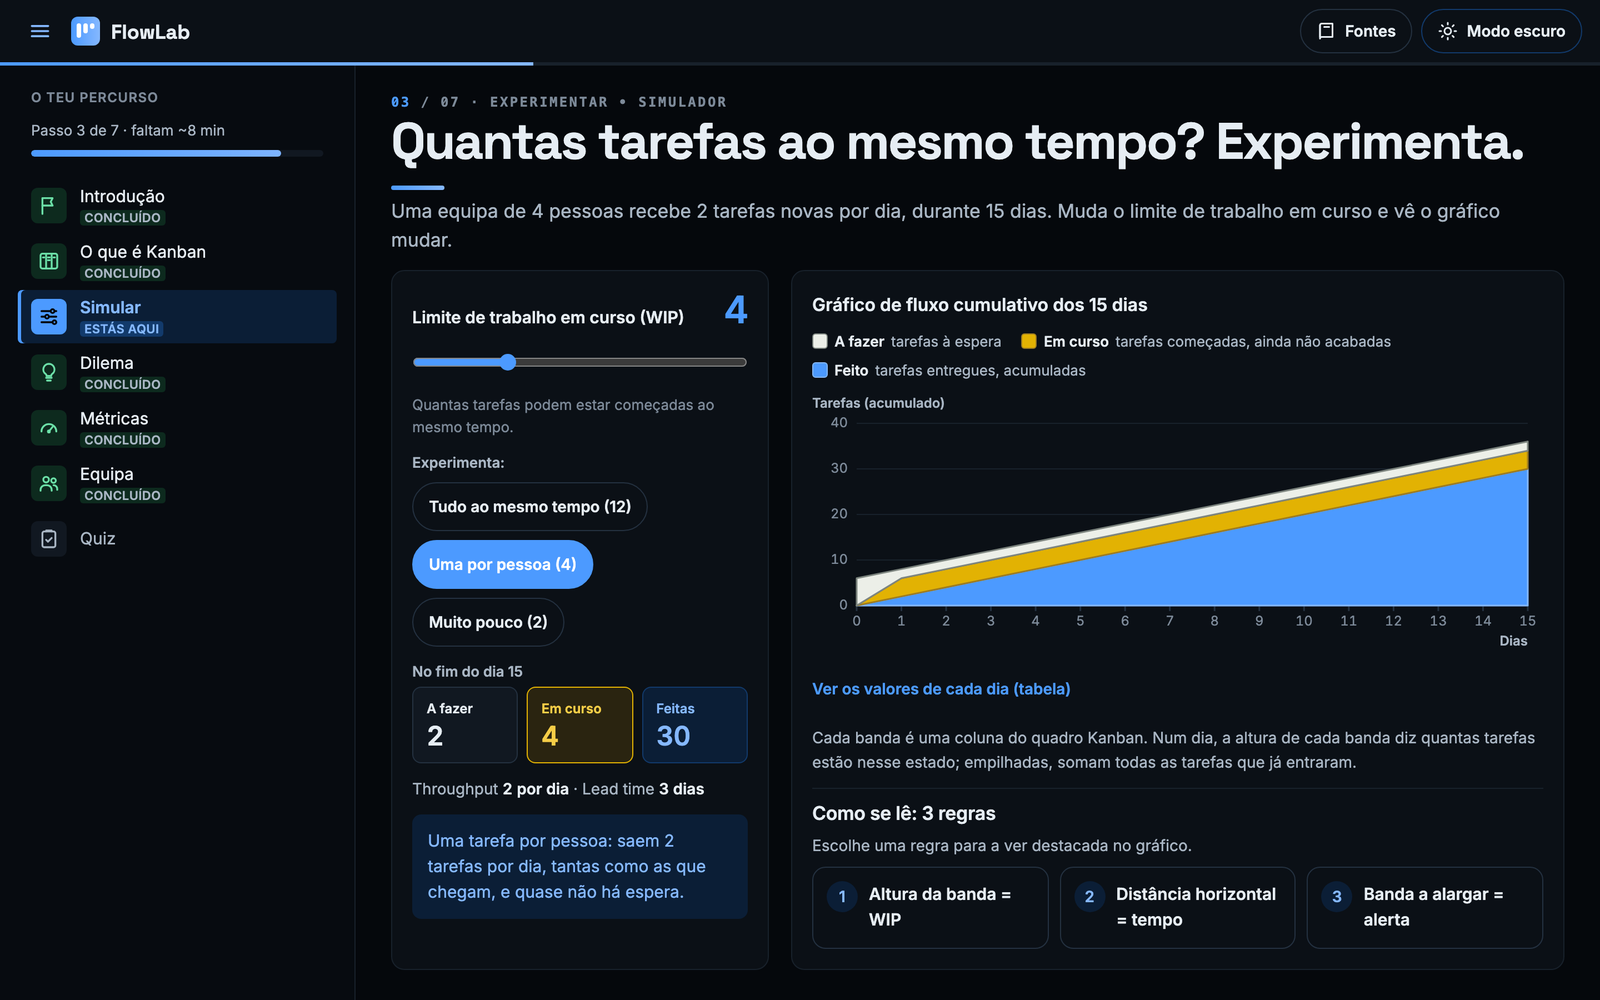 FlowLab
Fontes
Modo escuro
O TEU PERCURSO
Passo 3 de 7 · faltam ~8 min
Introdução
CONCLUÍDO
O que é Kanban
CONCLUÍDO
Simular
ESTÁS AQUI
Dilema
CONCLUÍDO
Métricas
CONCLUÍDO
Equipa
CONCLUÍDO
Quiz
03 / 07 · EXPERIMENTAR • SIMULADOR
Quantas tarefas ao mesmo tempo? Experimenta.
Uma equipa de 4 pessoas recebe 2 tarefas novas por dia, durante 15 dias. Muda o limite de trabalho em curso e vê o gráfico
mudar.
Limite de trabalho em curso (WIP)
4
Quantas tarefas podem estar começadas ao
mesmo tempo.
Experimenta:
Tudo ao mesmo tempo (12)
Uma por pessoa (4)
Muito pouco (2)
No fim do dia 15
A fazer
2
Em curso
4
Feitas
30
Throughput 2 por dia · Lead time 3 dias
Uma tarefa por pessoa: saem 2
tarefas por dia, tantas como as que
chegam, e quase não há espera.
Gráfico de fluxo cumulativo dos 15 dias
A fazer tarefas à espera
Em curso tarefas começadas, ainda não acabadas
Feito tarefas entregues, acumuladas
Tarefas (acumulado)
40
30
20
10
0
0 1 2 3 4 5 6 7 8 9 10 11 12 13 14 15
Dias
Ver os valores de cada dia (tabela)
Cada banda é uma coluna do quadro Kanban. Num dia, a altura de cada banda diz quantas tarefas
estão nesse estado; empilhadas, somam todas as tarefas que já entraram.
Como se lê: 3 regras
Escolhe uma regra para a ver destacada no gráfico.
1
Altura da banda =
WIP
2
Distância horizontal
= tempo
3
Banda a alargar =
alerta